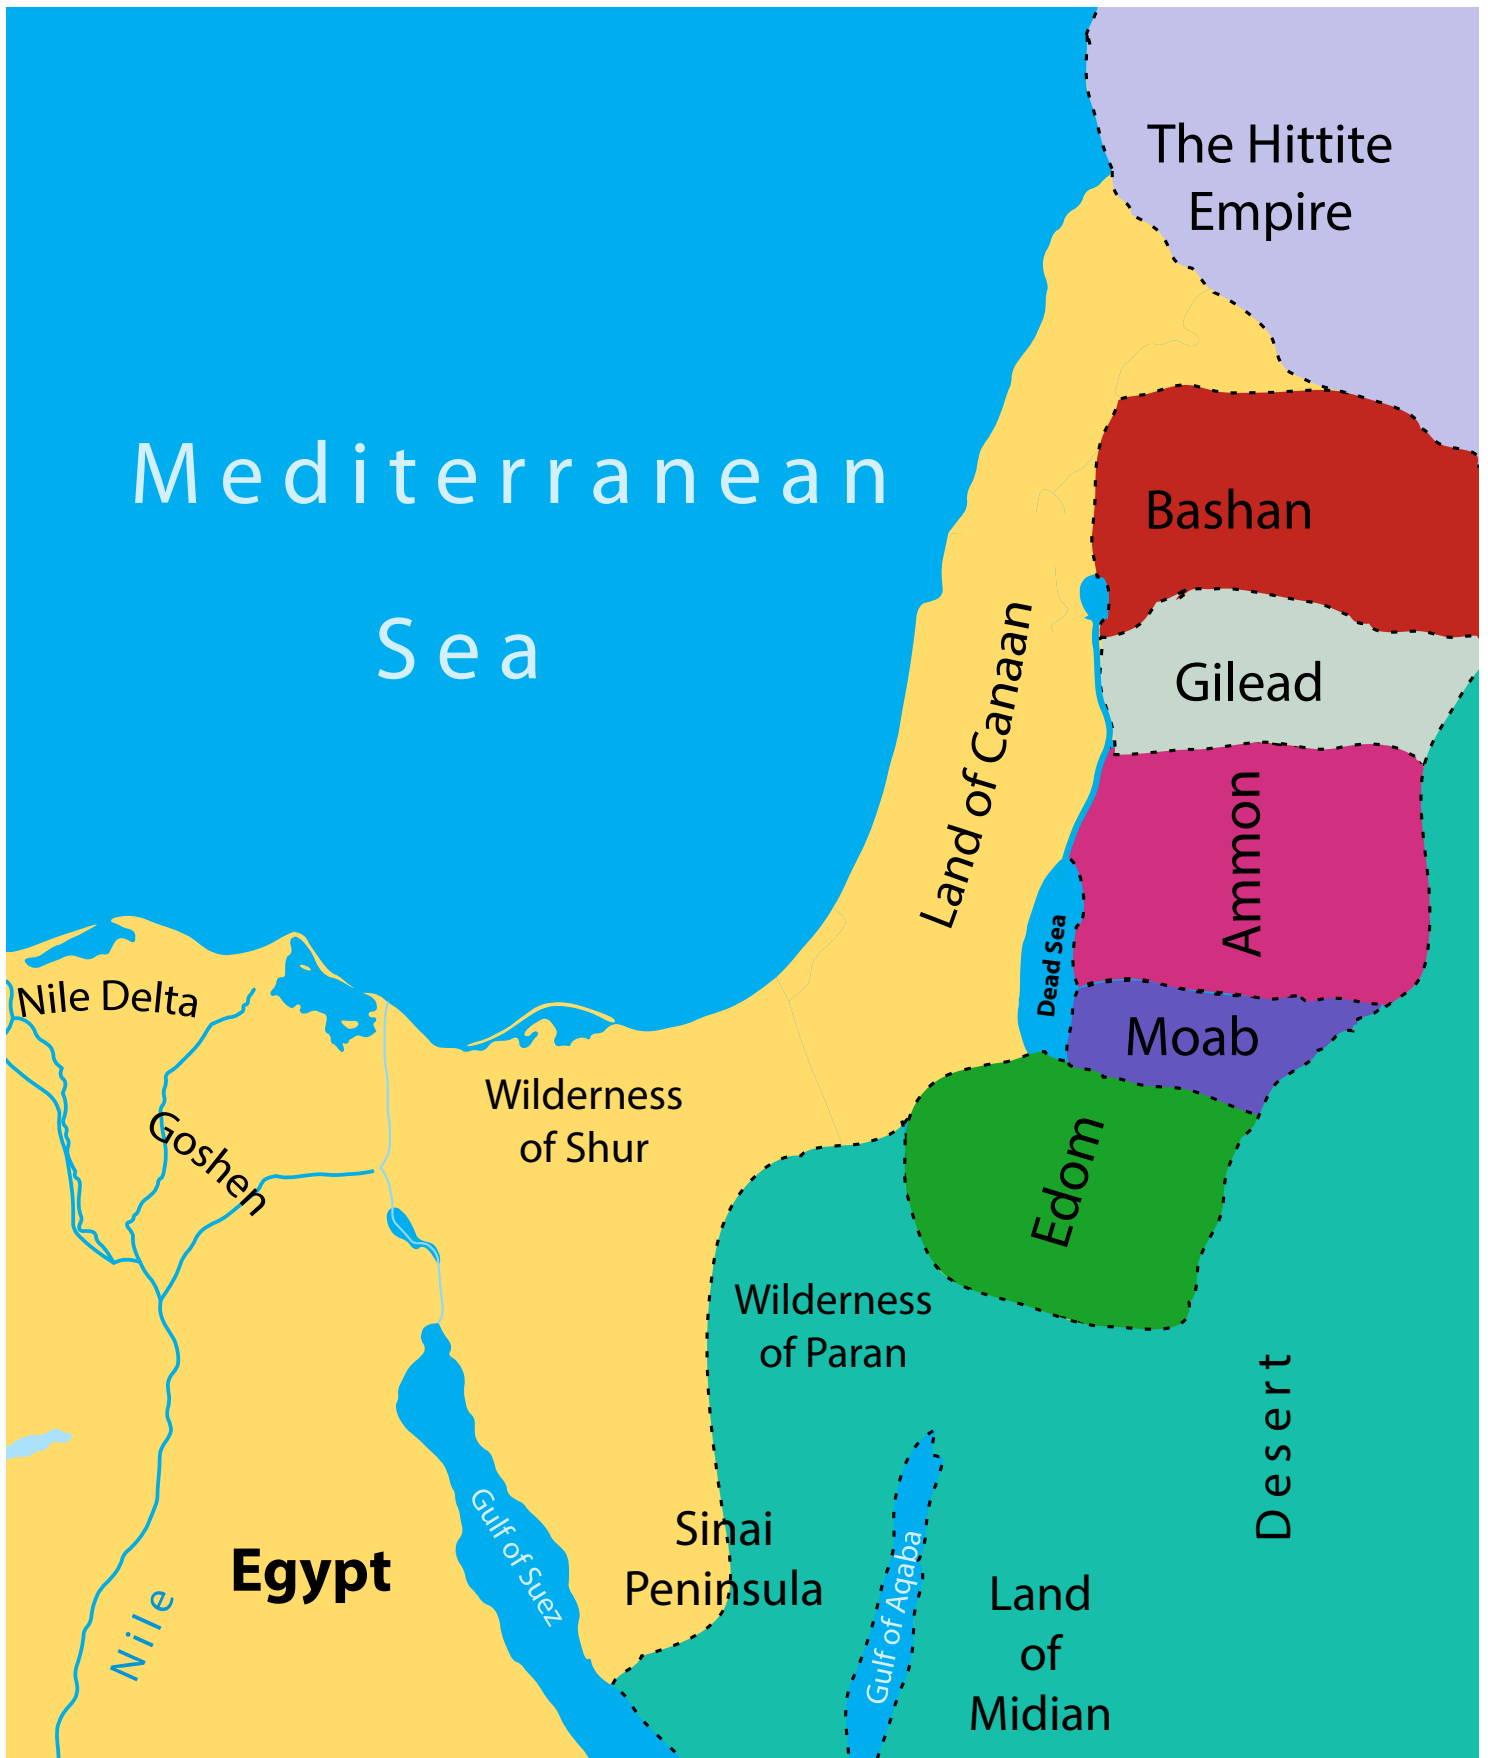 The Hittite
Empire
Mediterranean
Sea
Bashan
Gilead
Land of Canaan
Ammon
Dead Sea
Nile Delta
Moab
Wilderness
of Shur
Goshen
Edom
Wilderness
of Paran
Desert
Gulf of Suez
Sinai
Peninsula
Gulf of Aqaba
Egypt
Nile
Land
of
Midian